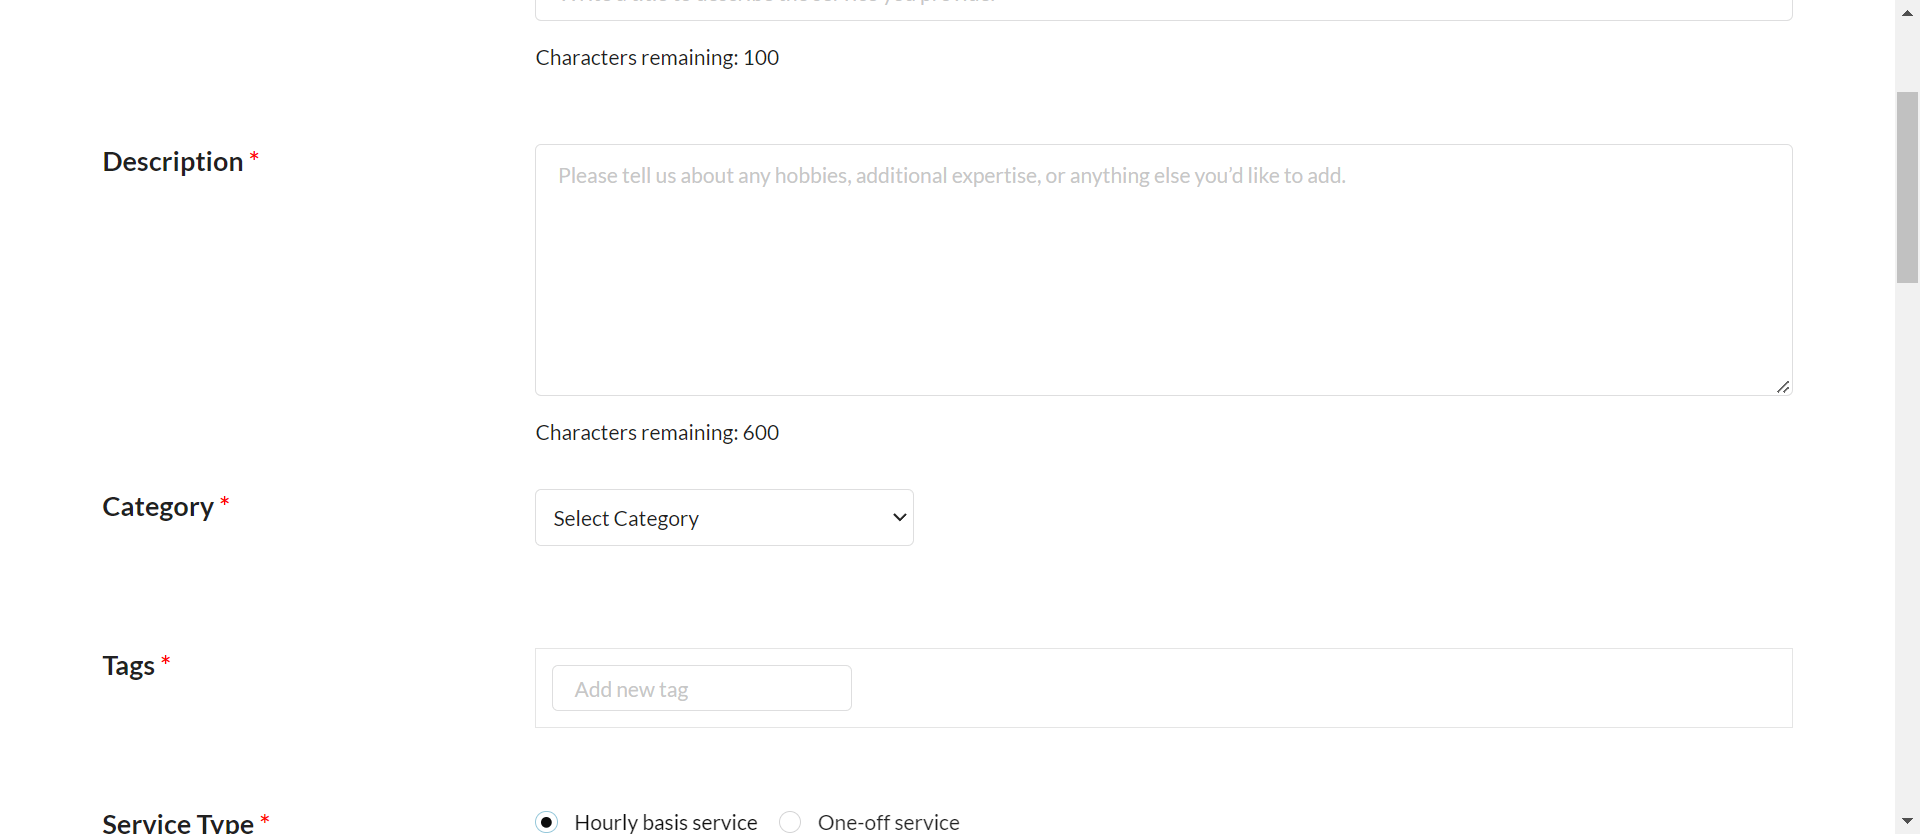 Characters remaining: 100
Description *
Please tell us about any hobbies, additional expertise, or anything else you’d like to add.
Characters remaining: 600
Category *
Select Category
Tags *
Add new tag
Service Type *
Hourly basis service
One-off service